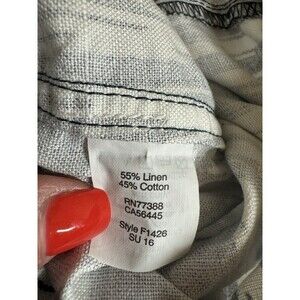 55% Linen
45% Cotton
RN77388
CA56445
Style F1426
SU 16